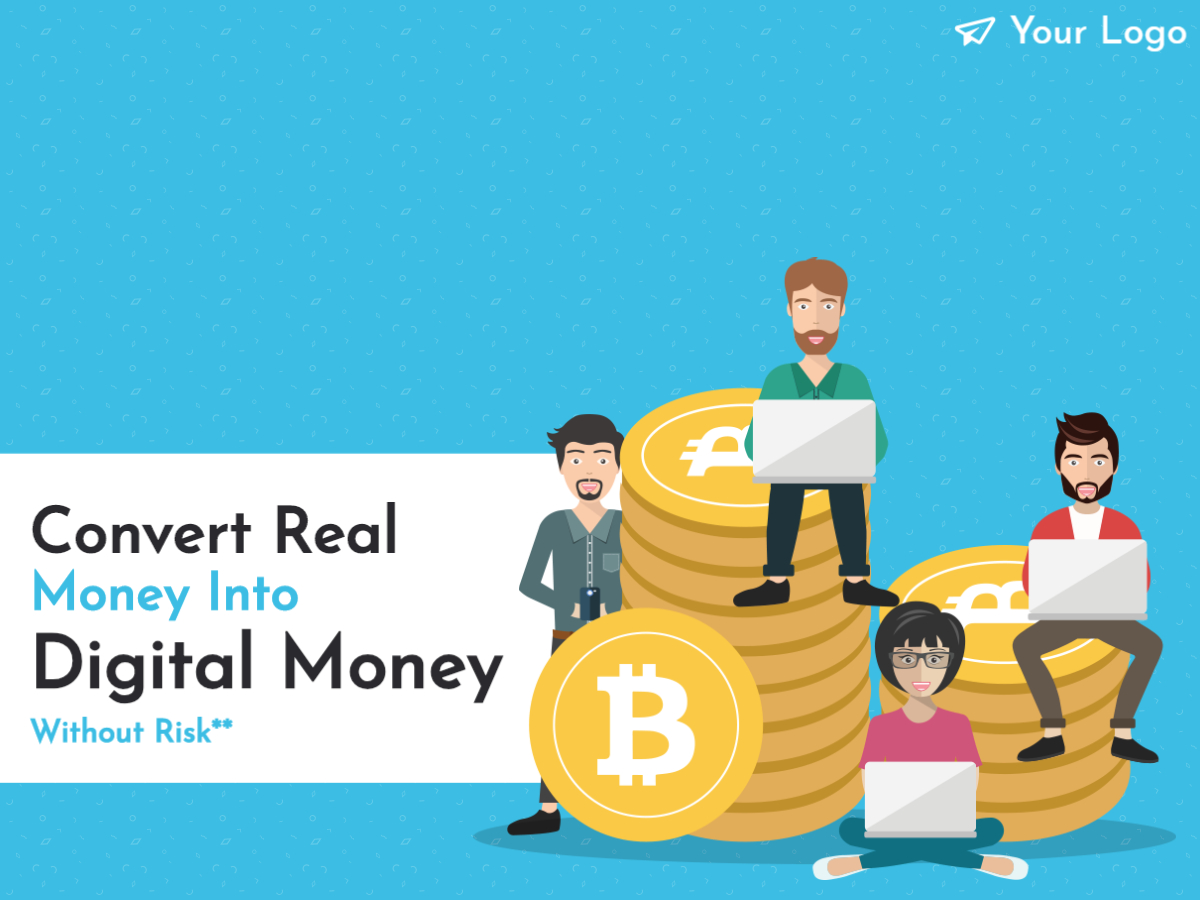 Your Logo
Convert Real
Money Into
Digital Money
Without Risk**